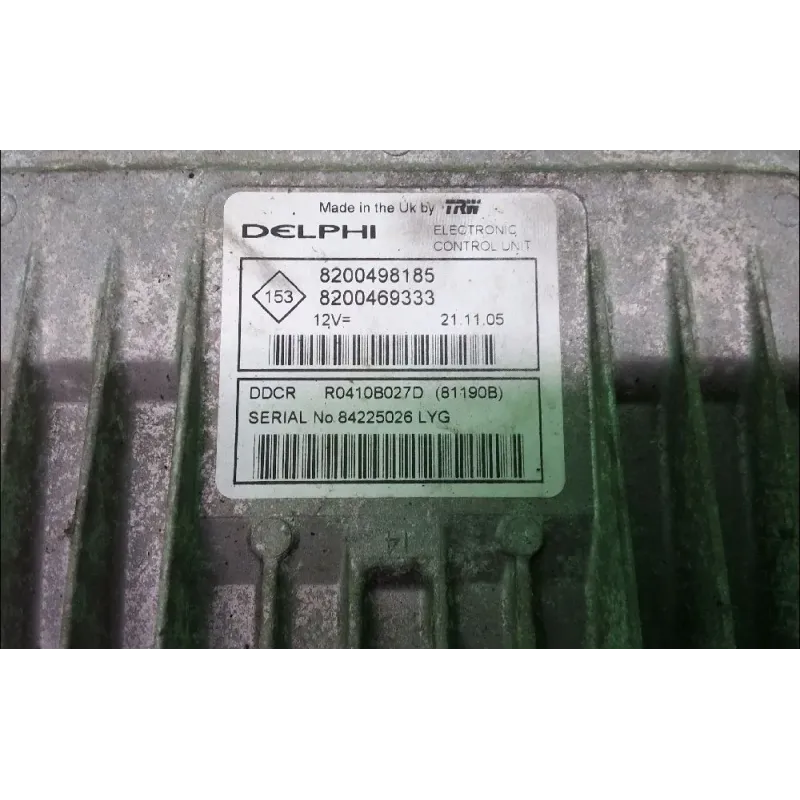 Made in the Uk by TRW
DELPHI
ELECTRONIC
CONTROL UNIT
153
8200498185
8200469333
12V= 21.11.05
DDCR R0410B027D (81190B)
SERIAL No 84225026 LYG
14